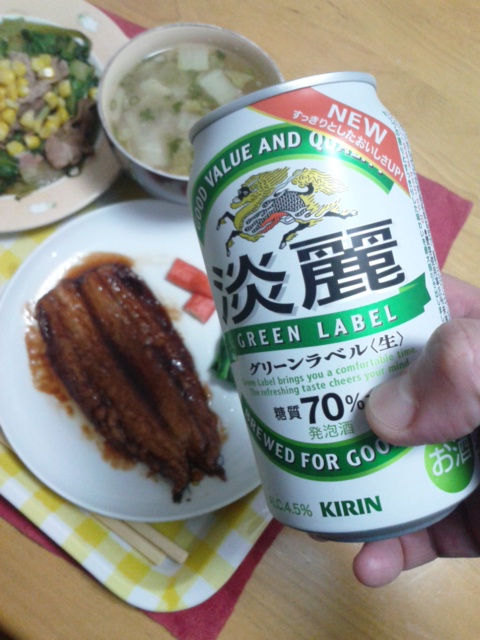 NEW
すっきりとしたおいしさUP!
GOOD VALUE AND
淡麗
GREEN LABEL
グリーンラベル〈生〉
Green Label brings you a comfortable time.
The refreshing taste cheers your mind
糖質70%
発泡酒
BREWED FOR GOO
ALC.4.5% KIRIN
お酒